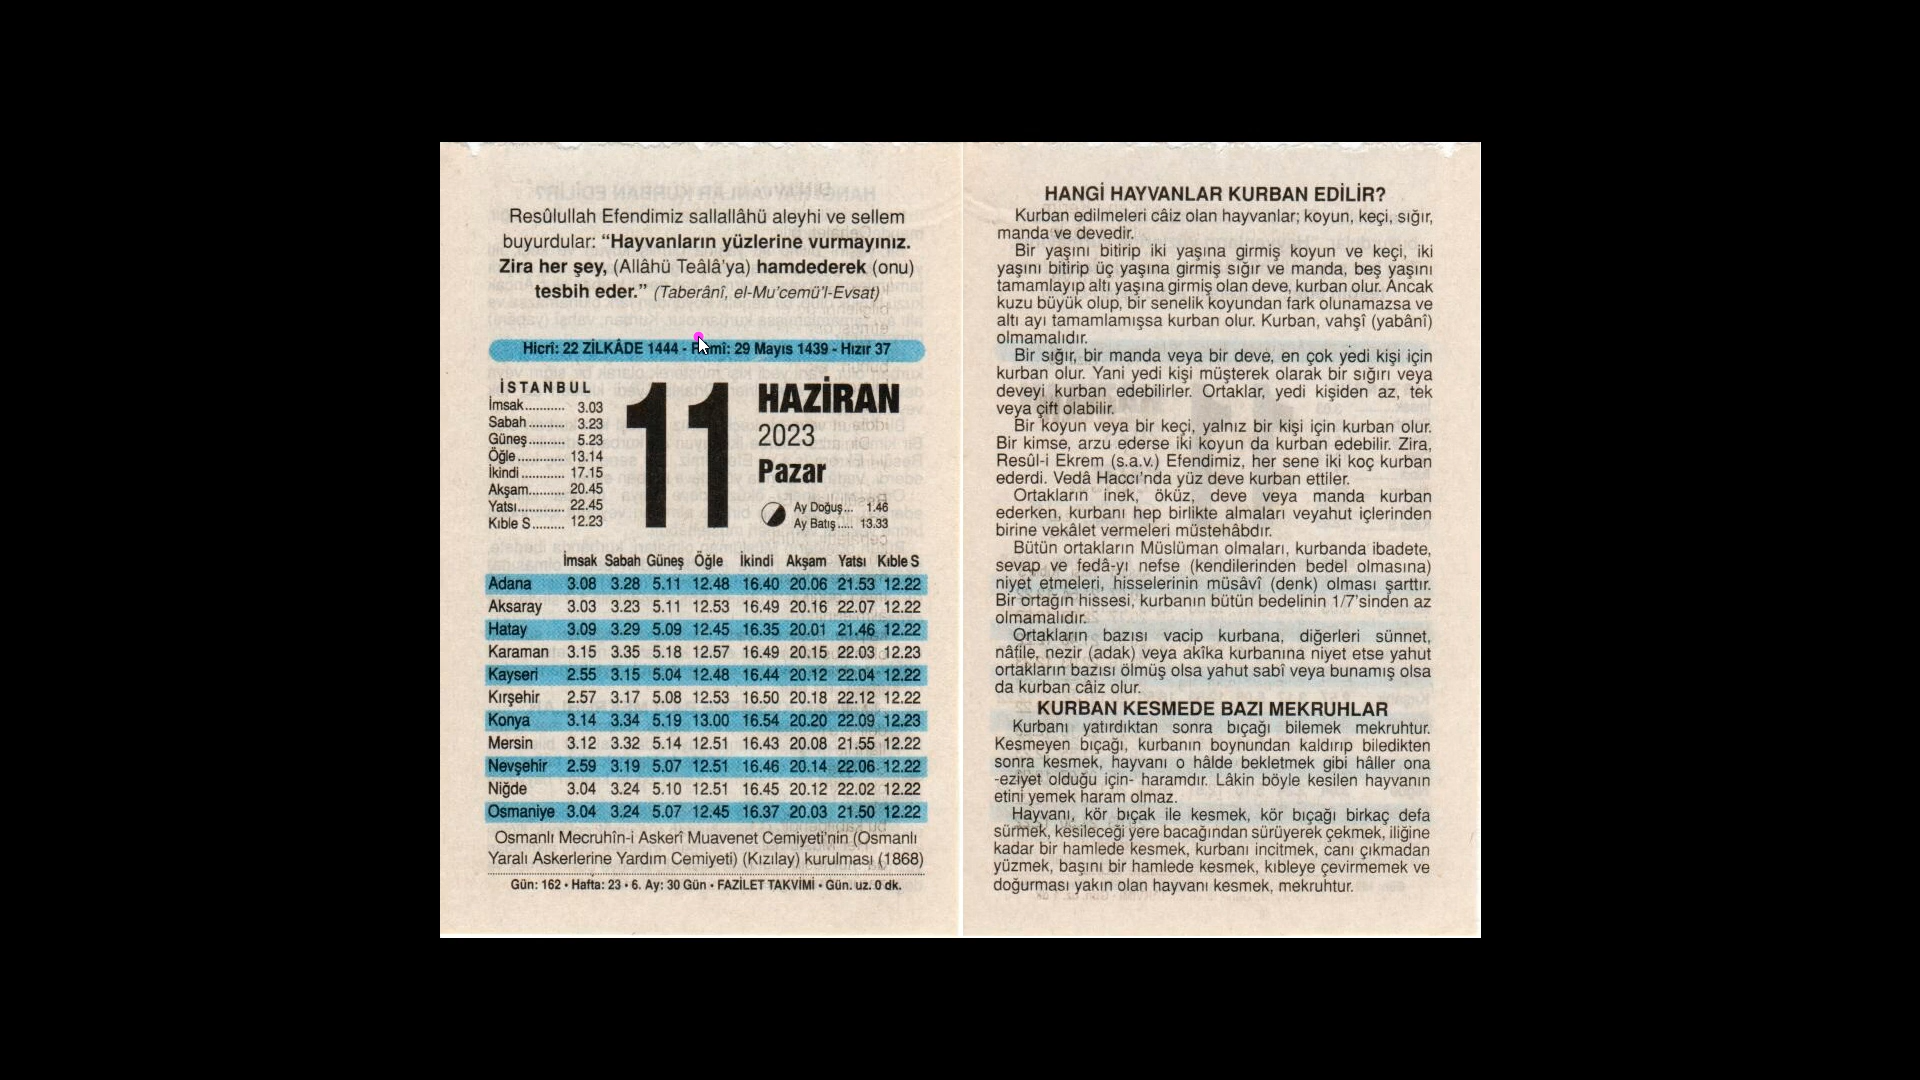 Resûlullah Efendimiz sallallâhü aleyhi ve sellem
buyurdular: “Hayvanların yüzlerine vurmayınız.
Zira her şey, (Allâhü Teâlâ’ya) hamdederek (onu)
tesbih eder.” (Taberânî, el-Mu’cemü’l-Evsat)
Hicrî: 22 ZİLKÂDE 1444 - Rûmî: 29 Mayıs 1439 - Hızır 37
İSTANBUL
İmsak........... 3.03
Sabah.......... 3.23
Güneş.......... 5.23
Öğle............. 13.14
İkindi............ 17.15
Akşam.......... 20.45
Yatsı............. 22.45
Kıble S......... 12.23
11
HAZİRAN
2023
Pazar
Ay Doğuş... 1.46
Ay Batış..... 13.33
İmsak Sabah Güneş Öğle İkindi Akşam Yatsı Kıble S
Adana 3.08 3.28 5.11 12.48 16.40 20.06 21.53 12.22
Aksaray 3.03 3.23 5.11 12.53 16.49 20.16 22.07 12.22
Hatay 3.09 3.29 5.09 12.45 16.35 20.01 21.46 12.22
Karaman 3.15 3.35 5.18 12.57 16.49 20.15 22.03 12.23
Kayseri 2.55 3.15 5.04 12.48 16.44 20.12 22.04 12.22
Kırşehir 2.57 3.17 5.08 12.53 16.50 20.18 22.12 12.22
Konya 3.14 3.34 5.19 13.00 16.54 20.20 22.09 12.23
Mersin 3.12 3.32 5.14 12.51 16.43 20.08 21.55 12.22
Nevşehir 2.59 3.19 5.07 12.51 16.46 20.14 22.06 12.22
Niğde 3.04 3.24 5.10 12.51 16.45 20.12 22.02 12.22
Osmaniye 3.04 3.24 5.07 12.45 16.37 20.03 21.50 12.22
Osmanlı Mecruhîn-i Askerî Muavenet Cemiyeti'nin (Osmanlı
Yaralı Askerlerine Yardım Cemiyeti) (Kızılay) kurulması (1868)
Gün: 162 • Hafta: 23 • 6. Ay: 30 Gün • FAZİLET TAKVİMİ • Gün. uz. 0 dk.
HANGİ HAYVANLAR KURBAN EDİLİR?
Kurban edilmeleri câiz olan hayvanlar; koyun, keçi, sığır,
manda ve devedir.
Bir yaşını bitirip iki yaşına girmiş koyun ve keçi, iki
yaşını bitirip üç yaşına girmiş sığır ve manda, beş yaşını
tamamlayıp altı yaşına girmiş olan deve, kurban olur. Ancak
kuzu büyük olup, bir senelik koyundan fark olunamazsa ve
altı ayı tamamlamışsa kurban olur. Kurban, vahşî (yabânî)
olmamalıdır.
Bir sığır, bir manda veya bir deve, en çok yedi kişi için
kurban olur. Yani yedi kişi müşterek olarak bir sığırı veya
deveyi kurban edebilirler. Ortaklar, yedi kişiden az, tek
veya çift olabilir.
Bir koyun veya bir keçi, yalnız bir kişi için kurban olur.
Bir kimse, arzu ederse iki koyun da kurban edebilir. Zira,
Resûl-i Ekrem (s.a.v.) Efendimiz, her sene iki koç kurban
ederdi. Vedâ Haccı’nda yüz deve kurban ettiler.
Ortakların inek, öküz, deve veya manda kurban
ederken, kurbanı hep birlikte almaları veyahut içlerinden
birine vekâlet vermeleri müstehâbdır.
Bütün ortakların Müslüman olmaları, kurbanda ibadete,
sevap ve fedâ-yı nefse (kendilerinden bedel olmasına)
niyet etmeleri, hisselerinin müsâvî (denk) olması şarttır.
Bir ortağın hissesi, kurbanın bütün bedelinin 1/7’sinden az
olmamalıdır.
Ortakların bazısı vacip kurbana, diğerleri sünnet,
nâfile, nezir (adak) veya akîka kurbanına niyet etse yahut
ortakların bazısı ölmüş olsa yahut sabî veya bunamış olsa
da kurban câiz olur.
KURBAN KESMEDE BAZI MEKRUHLAR
Kurbanı yatırdıktan sonra bıçağı bilemek mekruhtur.
Kesmeyen bıçağı, kurbanın boynundan kaldırıp biledikten
sonra kesmek, hayvanı o hâlde bekletmek gibi hâller ona
-eziyet olduğu için- haramdır. Lâkin böyle kesilen hayvanın
etini yemek haram olmaz.
Hayvanı, kör bıçak ile kesmek, kör bıçağı birkaç defa
sürmek, kesileceği yere bacağından sürüyerek çekmek, iliğine
kadar bir hamlede kesmek, kurbanı incitmek, canı çıkmadan
yüzmek, başını bir hamlede kesmek, kıbleye çevirmemek ve
doğurması yakın olan hayvanı kesmek, mekruhtur.